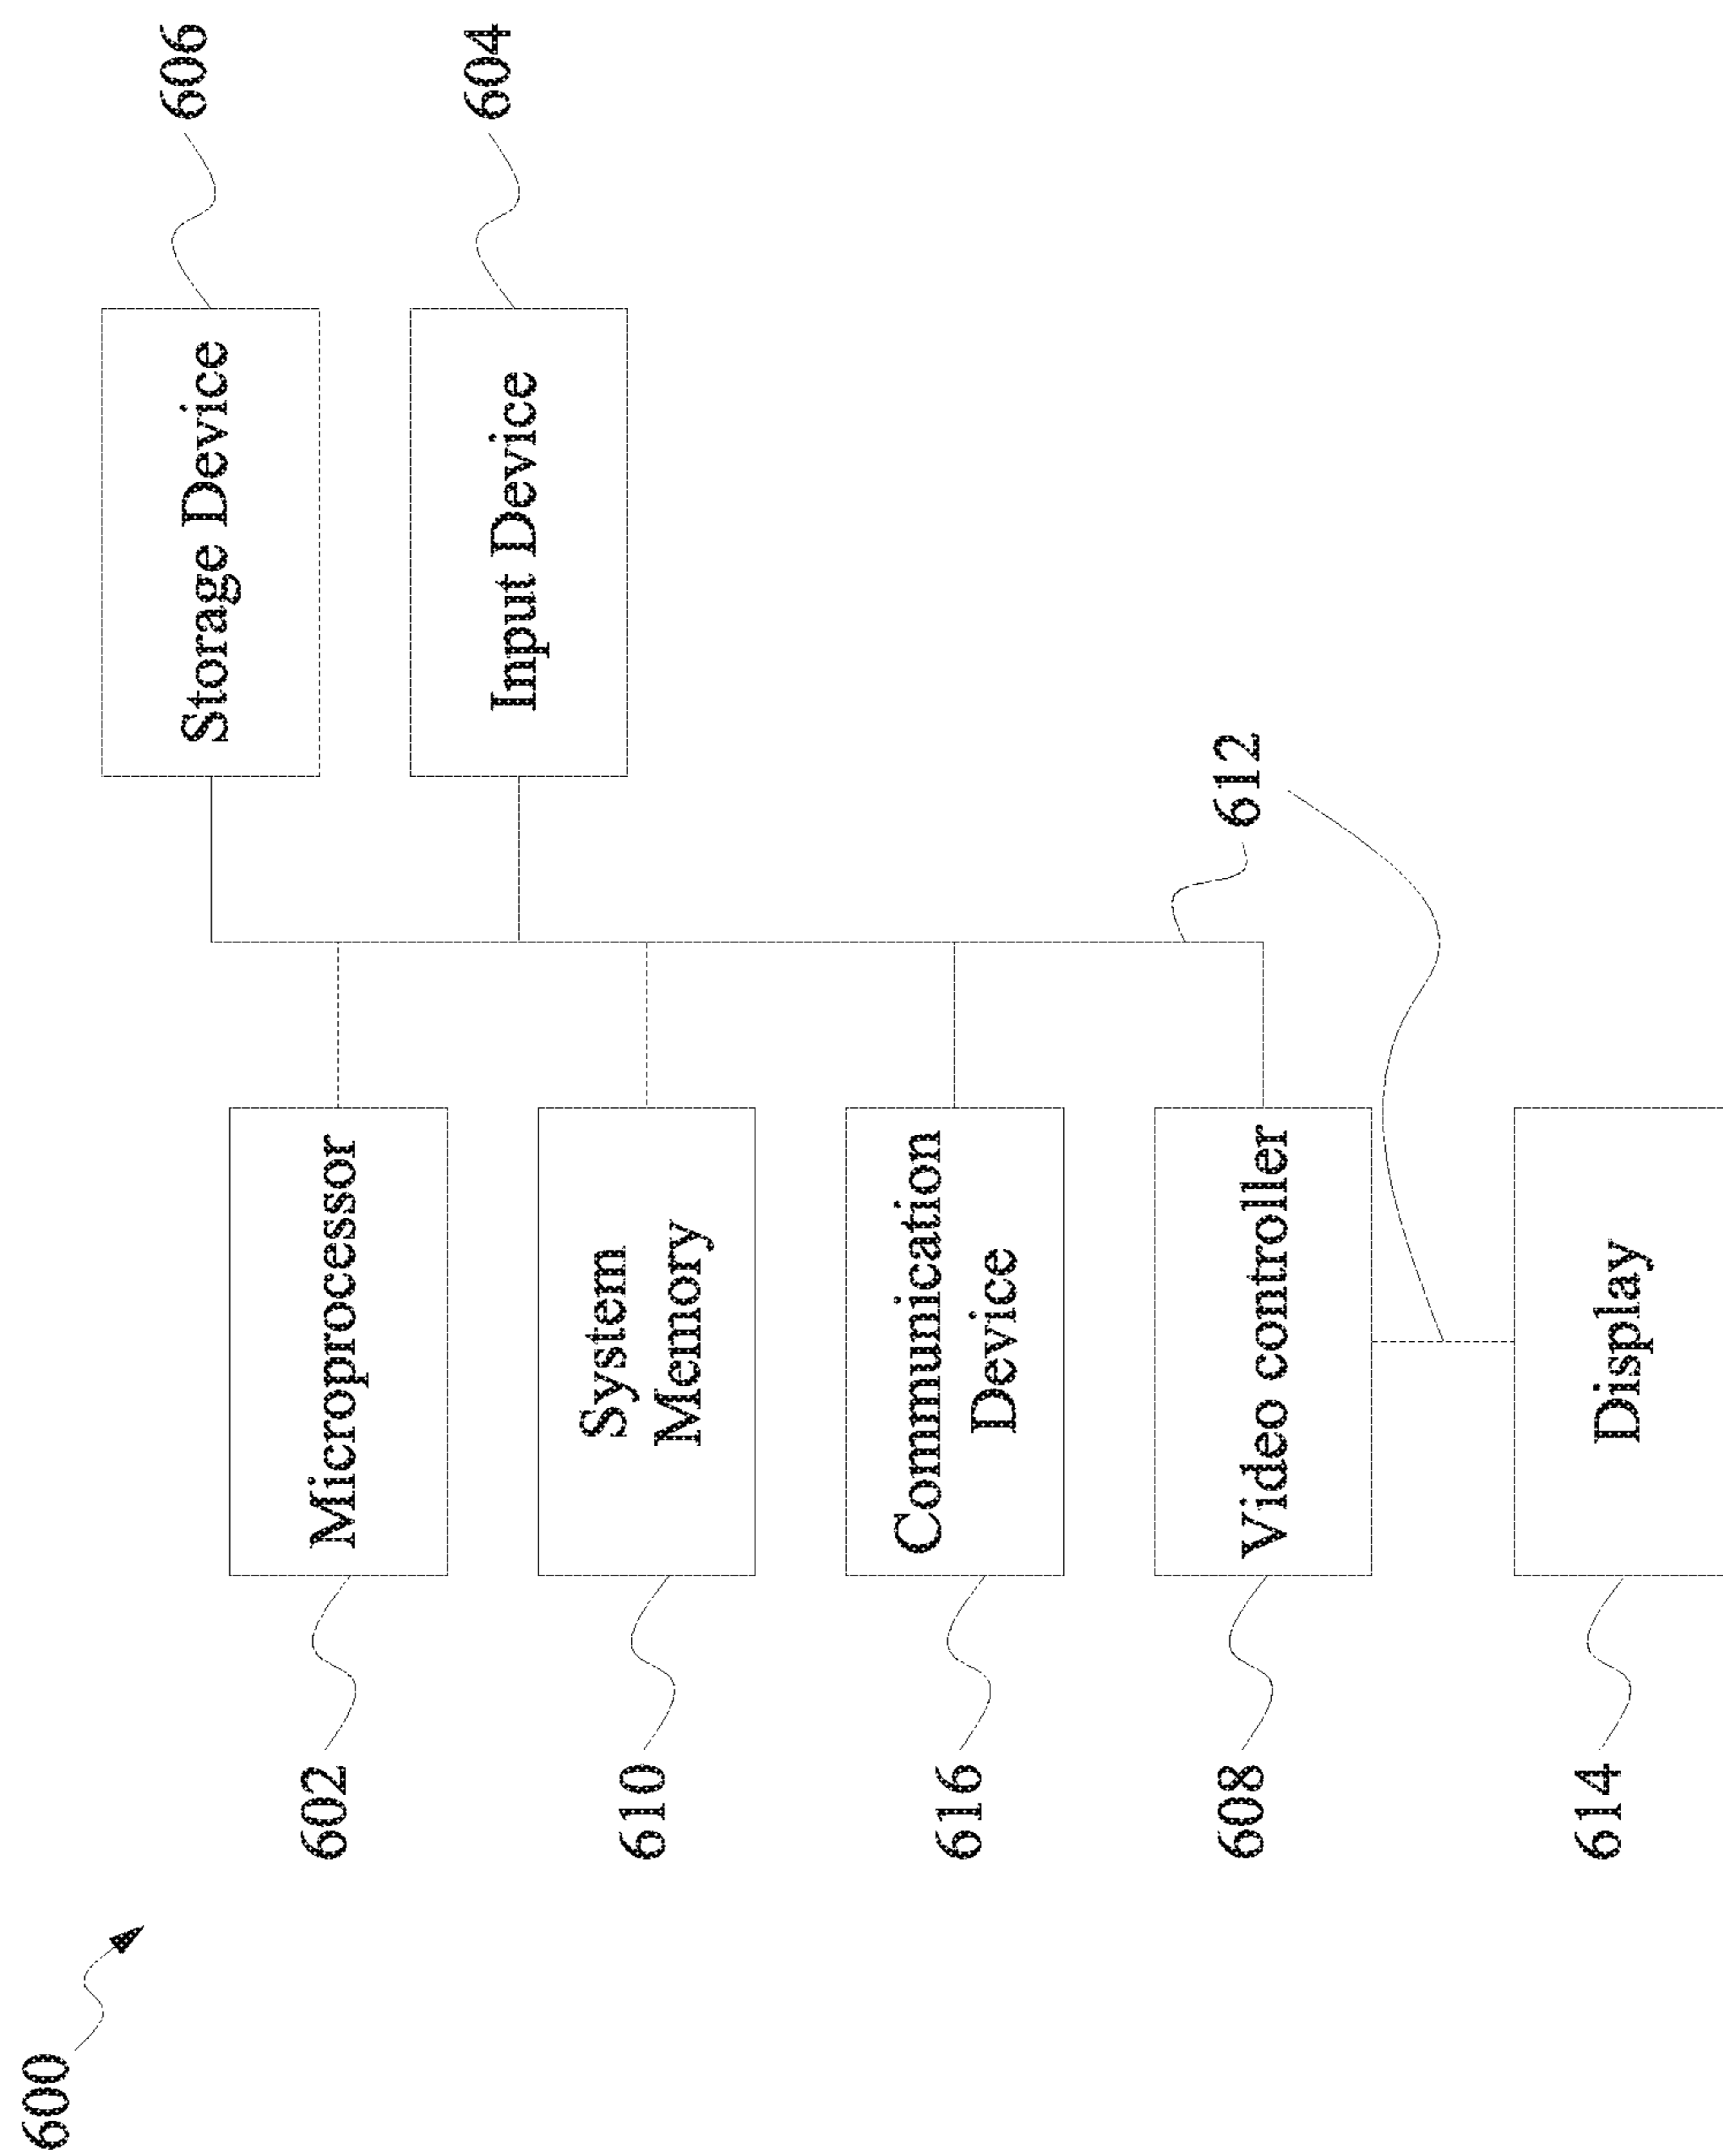 600
602
Microprocessor
Storage Device
606
610
System
Memory
Input Device
604
616
Communication
Device
608
Video controller
612
614
Display